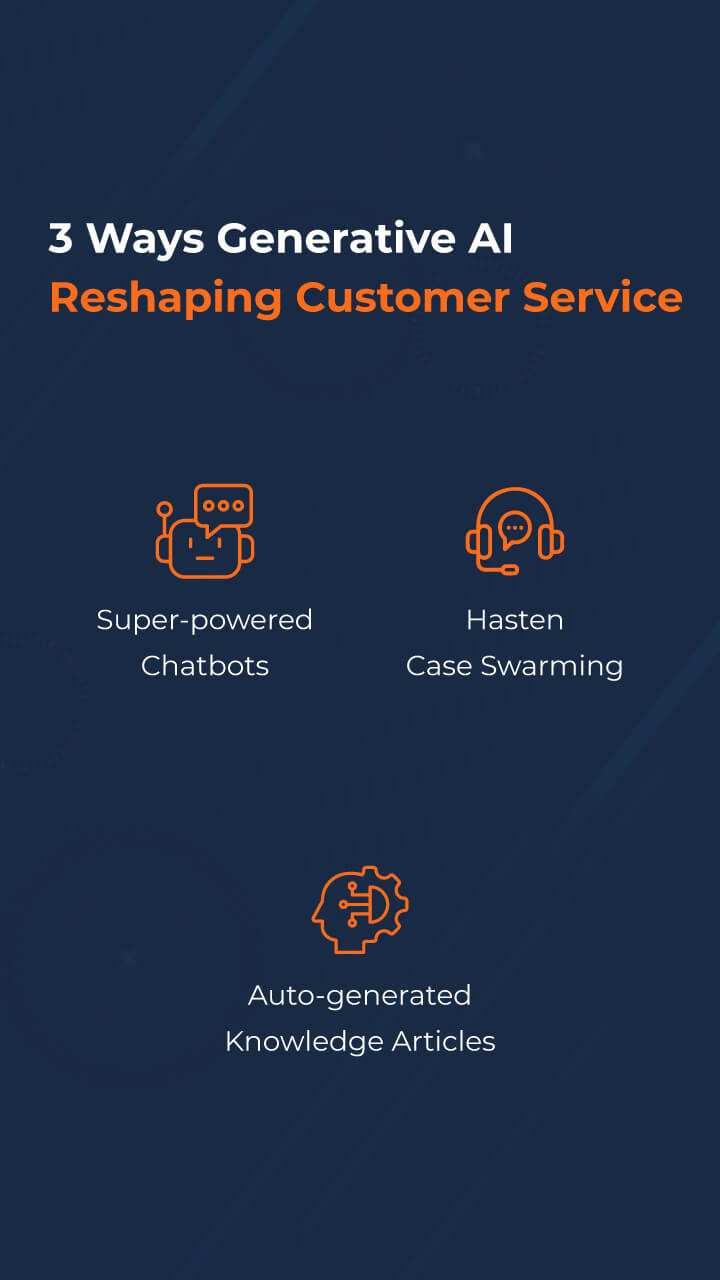 3 Ways Generative AI
Reshaping Customer Service
Super-powered
Chatbots
Hasten
Case Swarming
Auto-generated
Knowledge Articles